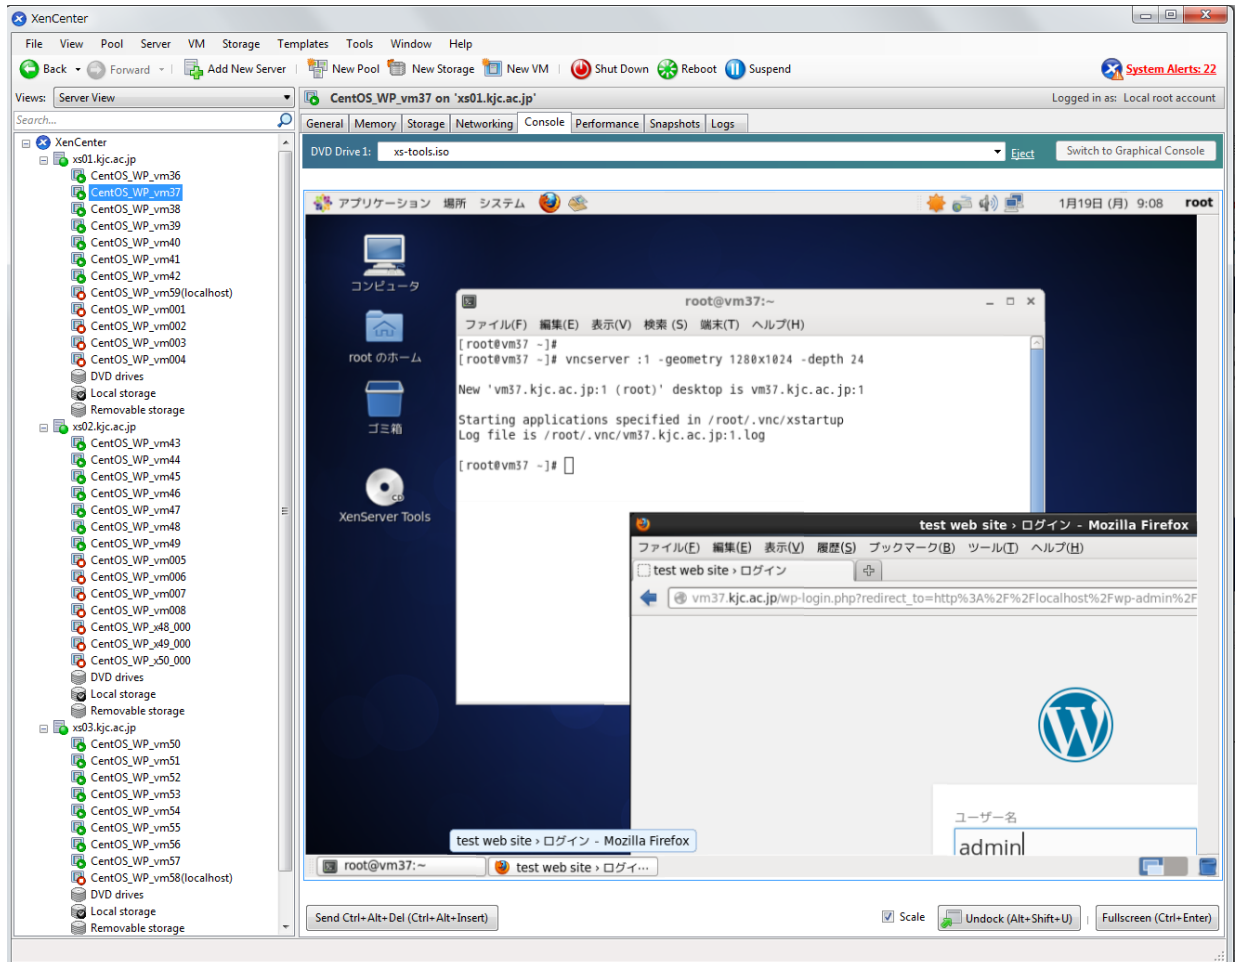 XenCenter
File View Pool Server VM Storage Templates Tools Window Help
Back Forward Add New Server New Pool New Storage New VM Shut Down Reboot Suspend System Alerts: 22
Views: Server View
CentOS_WP_vm37 on 'xs01.kjc.ac.jp'
Logged in as: Local root account
Search...
General Memory Storage Networking Console Performance Snapshots Logs
DVD Drive 1: xs-tools.iso Eject Switch to Graphical Console
XenCenter
xs01.kjc.ac.jp
CentOS_WP_vm36
CentOS_WP_vm37
CentOS_WP_vm38
CentOS_WP_vm39
CentOS_WP_vm40
CentOS_WP_vm41
CentOS_WP_vm42
CentOS_WP_vm59(localhost)
CentOS_WP_vm001
CentOS_WP_vm002
CentOS_WP_vm003
CentOS_WP_vm004
DVD drives
Local storage
Removable storage
xs02.kjc.ac.jp
CentOS_WP_vm43
CentOS_WP_vm44
CentOS_WP_vm45
CentOS_WP_vm46
CentOS_WP_vm47
CentOS_WP_vm48
CentOS_WP_vm49
CentOS_WP_vm005
CentOS_WP_vm006
CentOS_WP_vm007
CentOS_WP_vm008
CentOS_WP_x48_000
CentOS_WP_x49_000
CentOS_WP_x50_000
DVD drives
Local storage
Removable storage
xs03.kjc.ac.jp
CentOS_WP_vm50
CentOS_WP_vm51
CentOS_WP_vm52
CentOS_WP_vm53
CentOS_WP_vm54
CentOS_WP_vm55
CentOS_WP_vm56
CentOS_WP_vm57
CentOS_WP_vm58(localhost)
DVD drives
Local storage
Removable storage
アプリケーション 場所 システム 1月19日 (月) 9:08 root
コンピュータ
root のホーム
ゴミ箱
CD
XenServer Tools
root@vm37:~
ファイル(F) 編集(E) 表示(V) 検索 (S) 端末(T) ヘルプ(H)
[root@vm37 ~]#
[root@vm37 ~]# vncserver :1 -geometry 1280x1024 -depth 24
New 'vm37.kjc.ac.jp:1 (root)' desktop is vm37.kjc.ac.jp:1
Starting applications specified in /root/.vnc/xstartup
Log file is /root/.vnc/vm37.kjc.ac.jp:1.log
[root@vm37 ~]#
test web site › ログイン - Mozilla Firefox
ファイル(F) 編集(E) 表示(V) 履歴(S) ブックマーク(B) ツール(T) ヘルプ(H)
test web site › ログイン
vm37.kjc.ac.jp/wp-login.php?redirect_to=http%3A%2F%2Flocalhost%2Fwp-admin%2F
ユーザー名
admin
test web site › ログイン - Mozilla Firefox
root@vm37:~ test web site › ログイ…
Send Ctrl+Alt+Del (Ctrl+Alt+Insert) Scale Undock (Alt+Shift+U) Fullscreen (Ctrl+Enter)